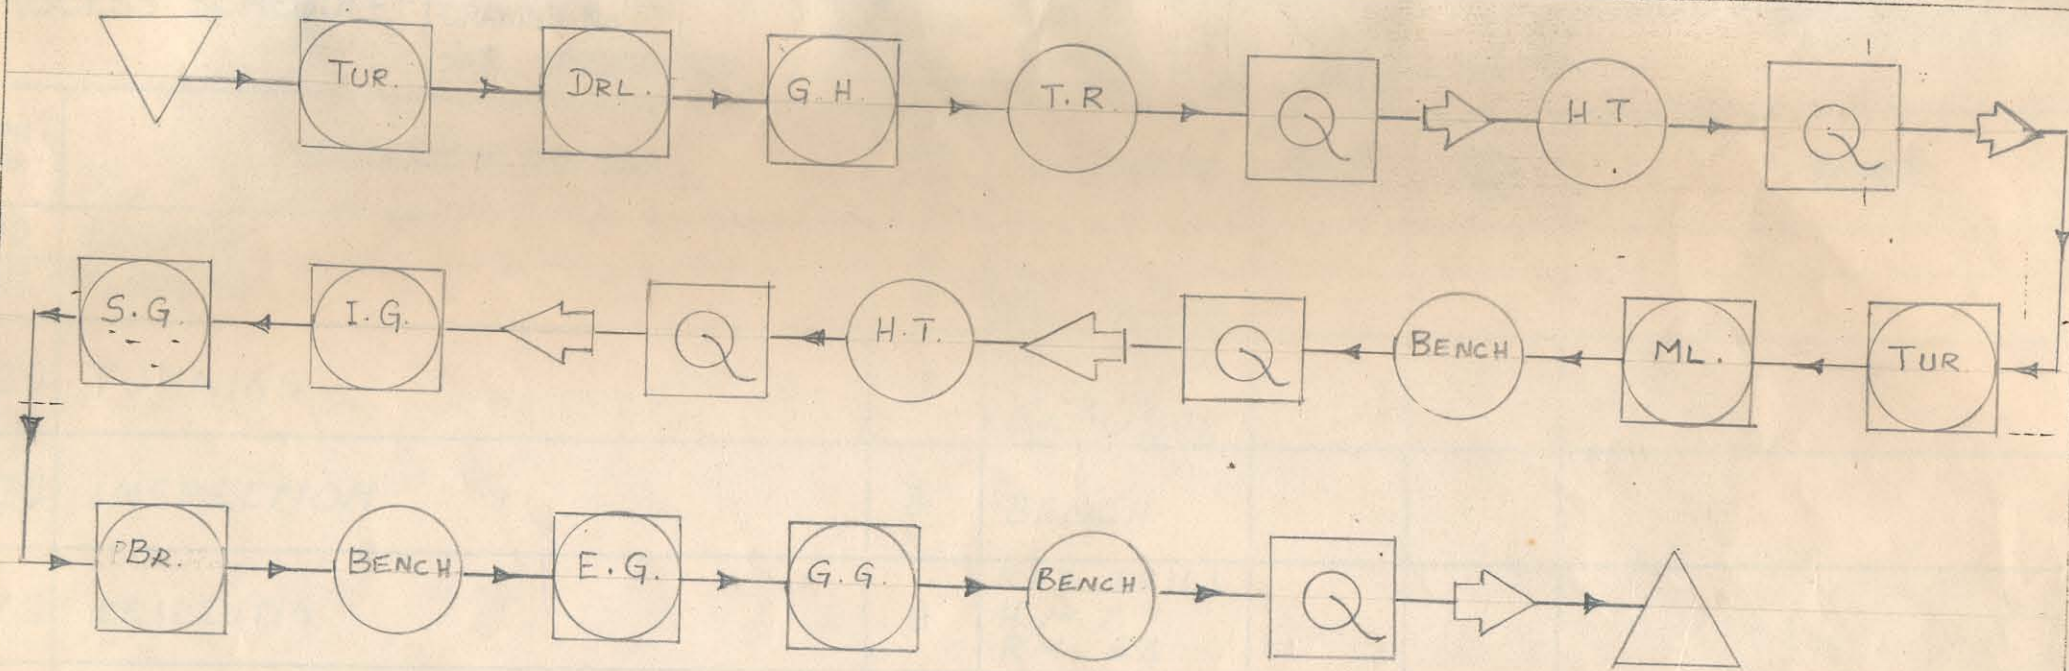 TUR. DRL. G.H. T.R. Q H.T. Q
S.G. I.G. Q H.T. Q BENCH ML. TUR.
PBR. BENCH E.G. G.G. BENCH Q